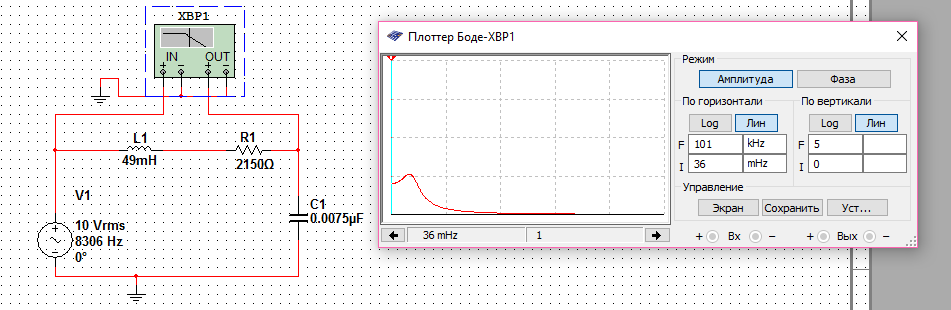 XBP1
IN OUT
+ − + −
L1
49mH
R1
2150Ω
V1
10 Vrms
8306 Hz
0°
C1
0.0075µF
Плоттер Боде-XBP1
Режим
Амплитуда Фаза
По горизонтали По вертикали
Log Лин Log Лин
F 101 kHz F 5
I 36 mHz I 0
Управление
Экран Сохранить Уст...
36 mHz 1
+ Вх − + Вых −